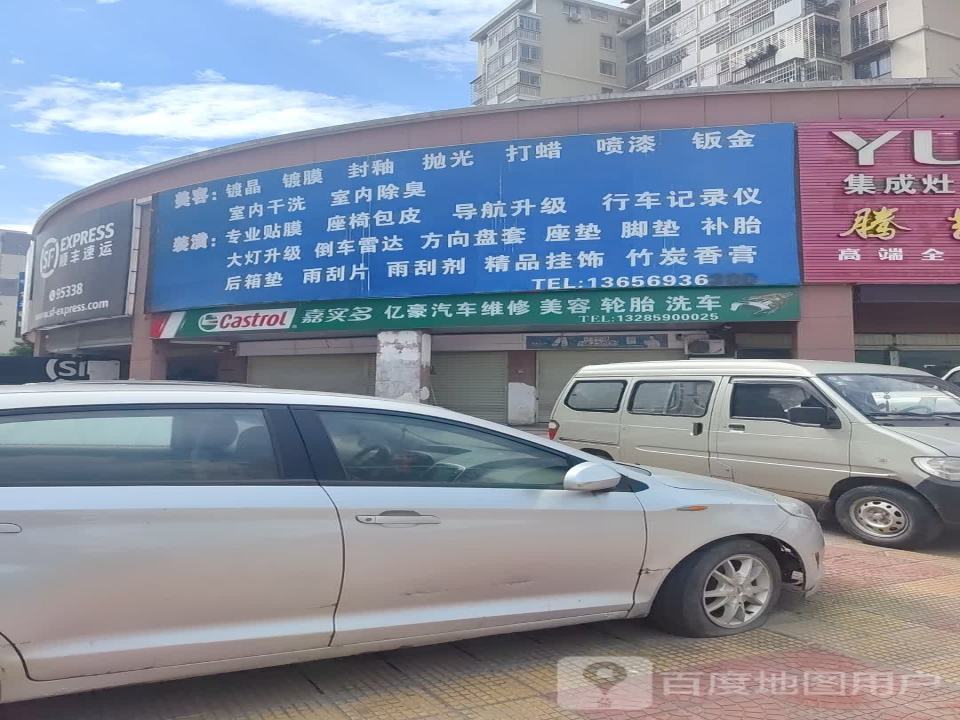 SF EXPRESS
顺丰速运
95338
www.sf-express.com
美容：镀晶 镀膜 封釉 抛光 打蜡 喷漆 钣金
室内干洗 室内除臭
装潢：专业贴膜 座椅包皮 导航升级 行车记录仪
大灯升级 倒车雷达 方向盘套 座垫 脚垫 补胎
后箱垫 雨刮片 雨刮剂 精品挂饰 竹炭香膏
TEL:13656936
Castrol 嘉实多 亿豪汽车维修 美容 轮胎 洗车
TEL:13285900025
YU
集成灶
腾
高端全
百度地图用户